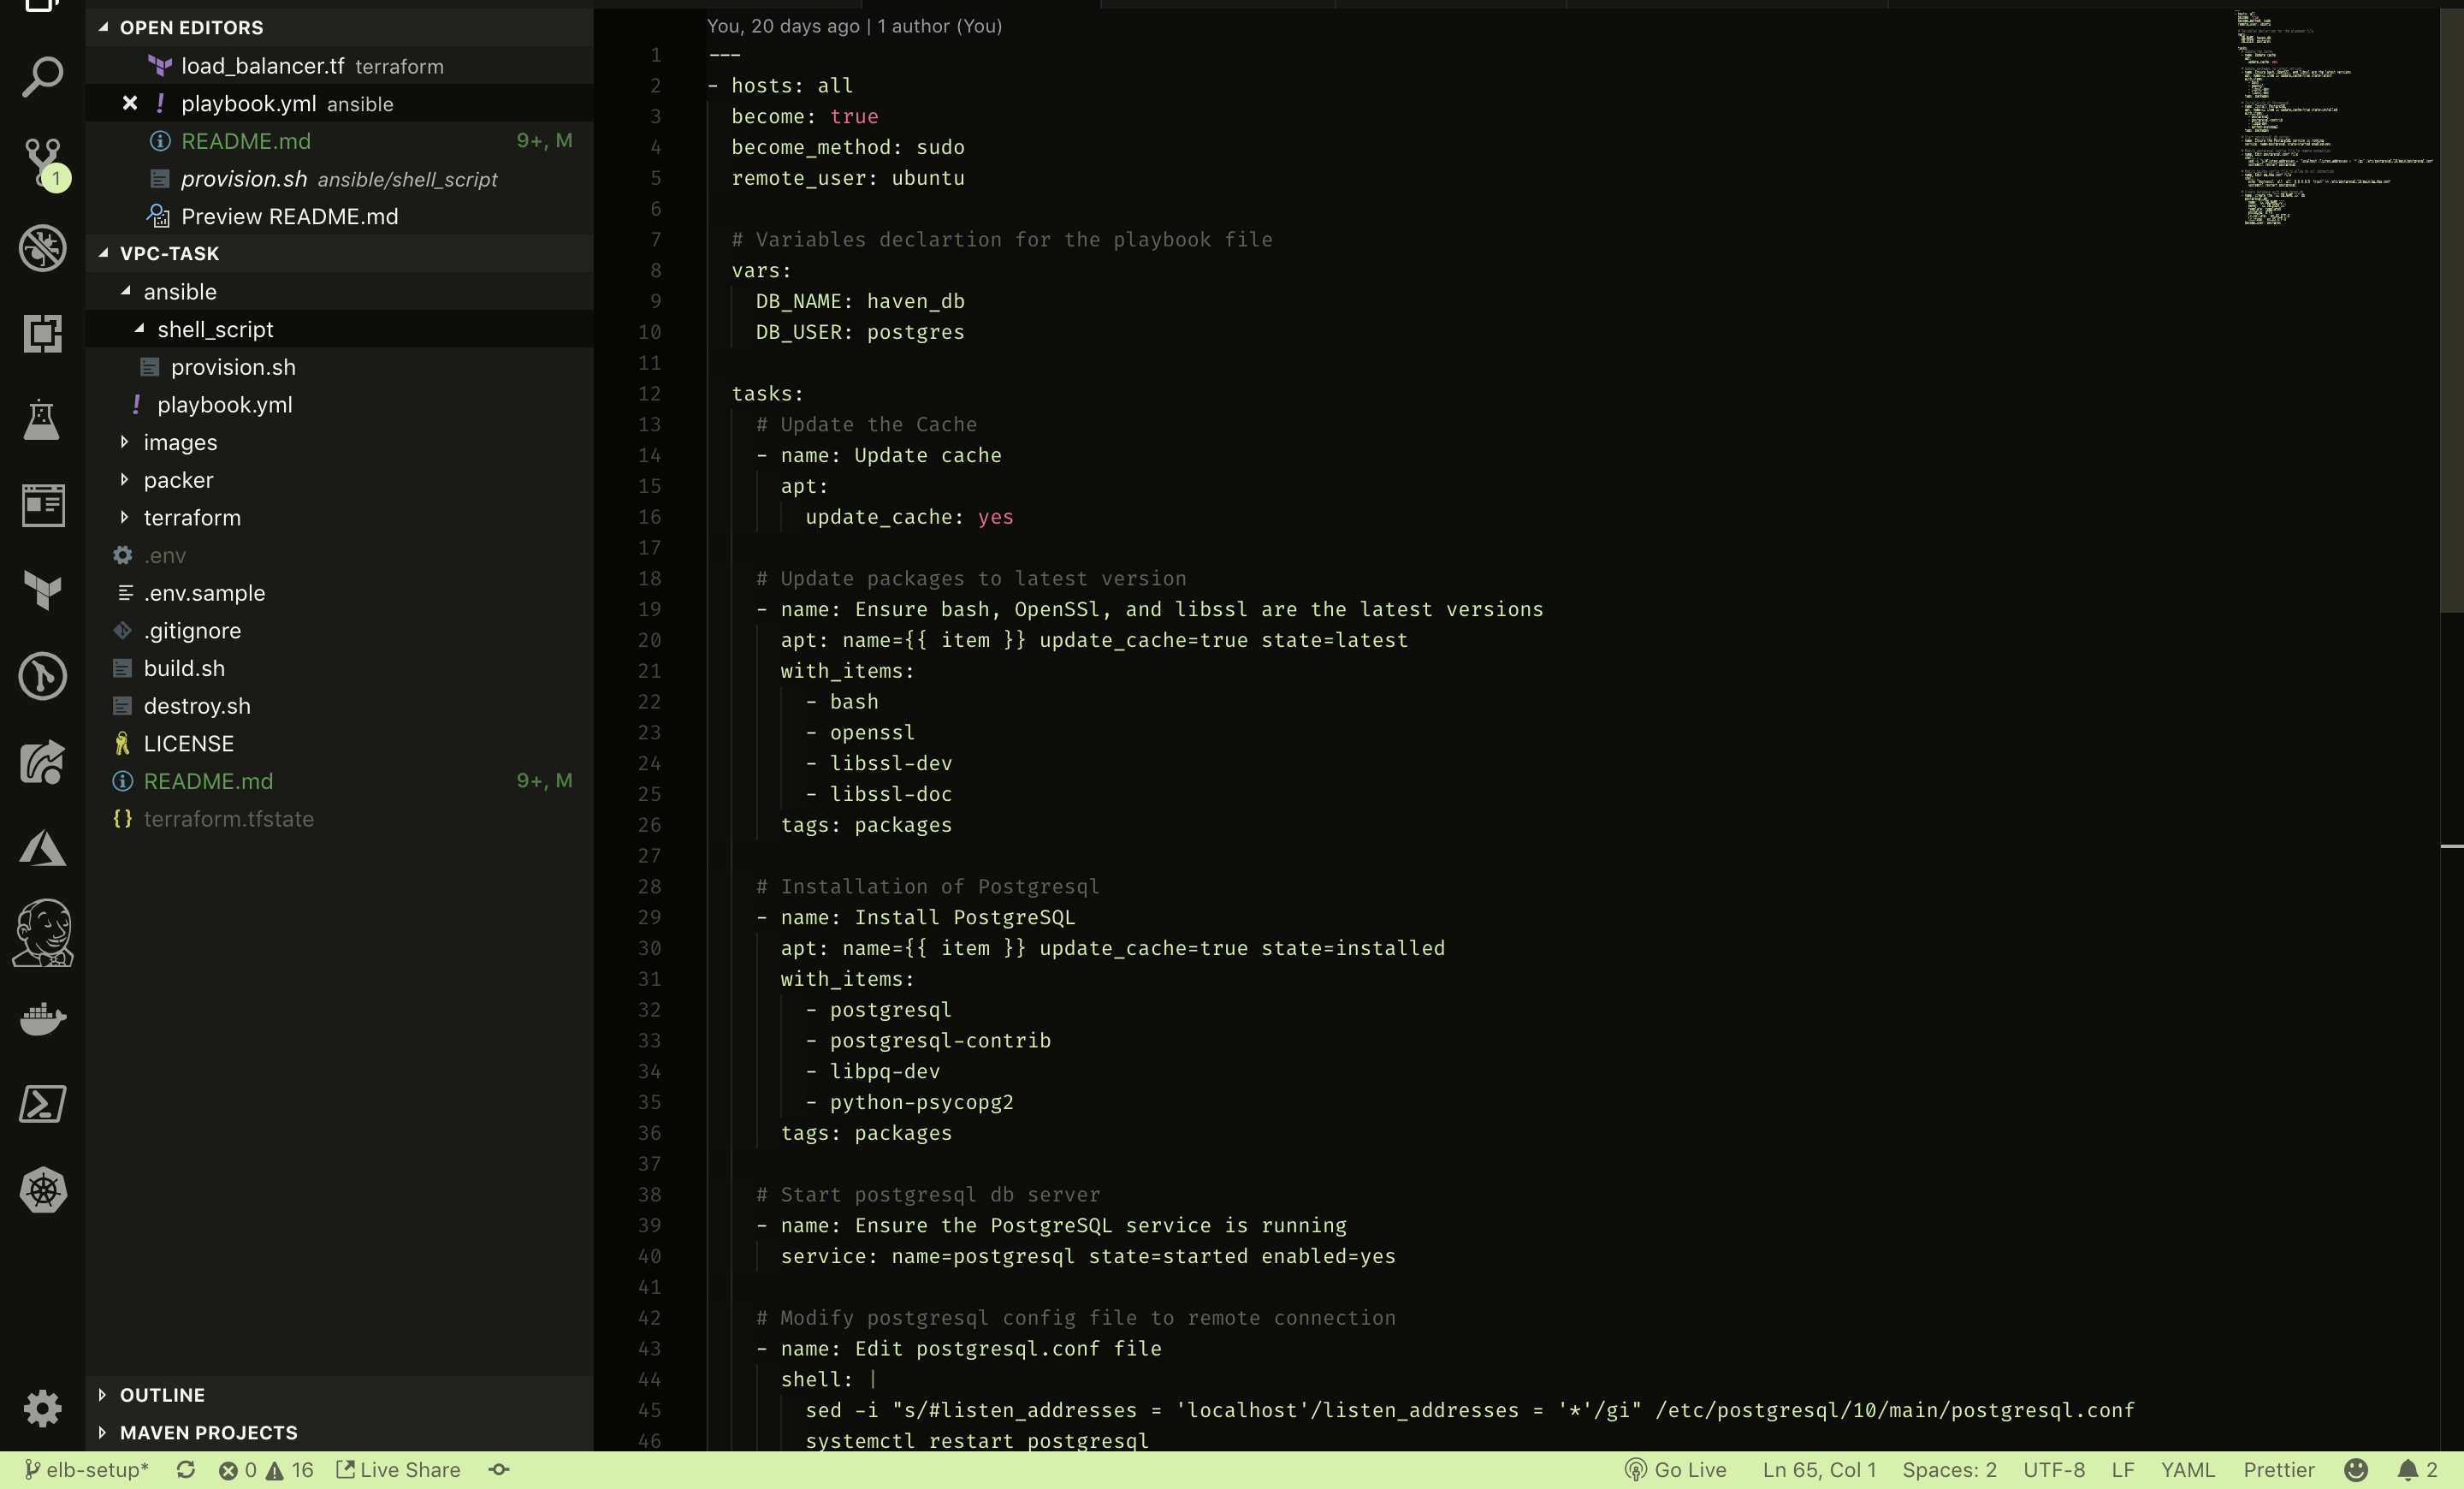 OPEN EDITORS
load_balancer.tf terraform
playbook.yml ansible
README.md 9+, M
provision.sh ansible/shell_script
Preview README.md
VPC-TASK
ansible
shell_script
provision.sh
playbook.yml
images
packer
terraform
.env
.env.sample
.gitignore
build.sh
destroy.sh
LICENSE
README.md 9+, M
terraform.tfstate
OUTLINE
MAVEN PROJECTS
1
You, 20 days ago | 1 author (You)
1 ---
2 - hosts: all
3   become: true
4   become_method: sudo
5   remote_user: ubuntu
6
7   # Variables declartion for the playbook file
8   vars:
9     DB_NAME: haven_db
10     DB_USER: postgres
11
12   tasks:
13     # Update the Cache
14     - name: Update cache
15       apt:
16         update_cache: yes
17
18     # Update packages to latest version
19     - name: Ensure bash, OpenSSl, and libssl are the latest versions
20       apt: name={{ item }} update_cache=true state=latest
21       with_items:
22         - bash
23         - openssl
24         - libssl-dev
25         - libssl-doc
26       tags: packages
27
28     # Installation of Postgresql
29     - name: Install PostgreSQL
30       apt: name={{ item }} update_cache=true state=installed
31       with_items:
32         - postgresql
33         - postgresql-contrib
34         - libpq-dev
35         - python-psycopg2
36       tags: packages
37
38     # Start postgresql db server
39     - name: Ensure the PostgreSQL service is running
40       service: name=postgresql state=started enabled=yes
41
42     # Modify postgresql config file to remote connection
43     - name: Edit postgresql.conf file
44       shell: |
45         sed -i "s/#listen_addresses = 'localhost'/listen_addresses = '*'/gi" /etc/postgresql/10/main/postgresql.conf
46         systemctl restart postgresql
elb-setup* 0 16 Live Share Go Live Ln 65, Col 1 Spaces: 2 UTF-8 LF YAML Prettier 2